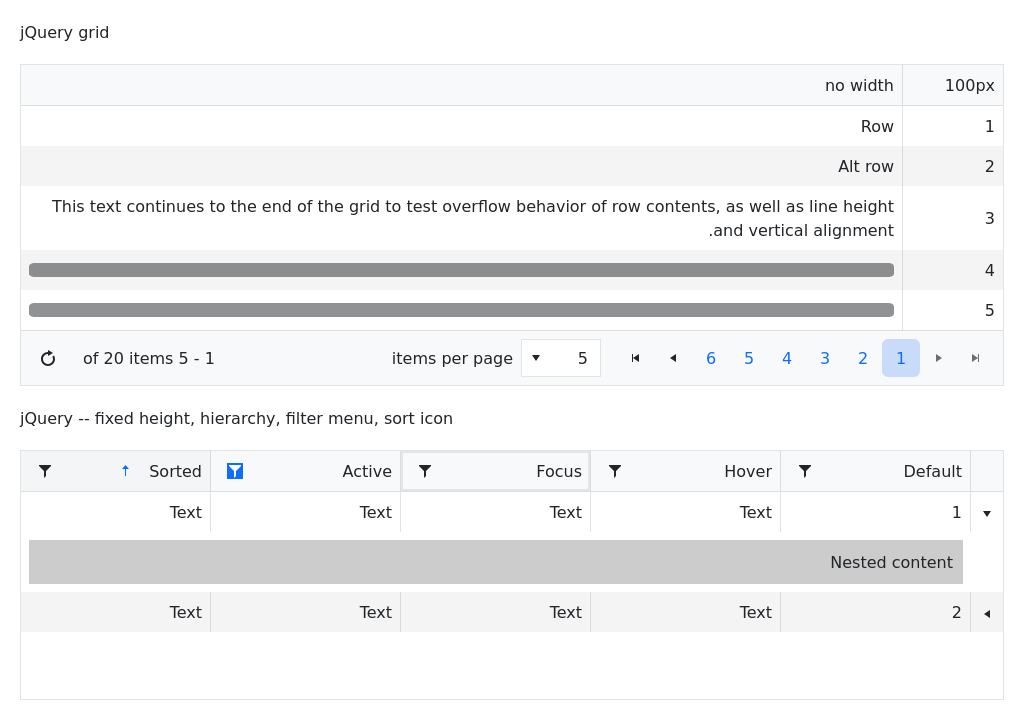 jQuery grid
no width 100px
Row 1
Alt row 2
This text continues to the end of the grid to test overflow behavior of row contents, as well as line height
.and vertical alignment 3
4
5
of 20 items 5 - 1 items per page 5 6 5 4 3 2 1
jQuery -- fixed height, hierarchy, filter menu, sort icon
Sorted Active Focus Hover Default
Text Text Text Text 1
Nested content
Text Text Text Text 2